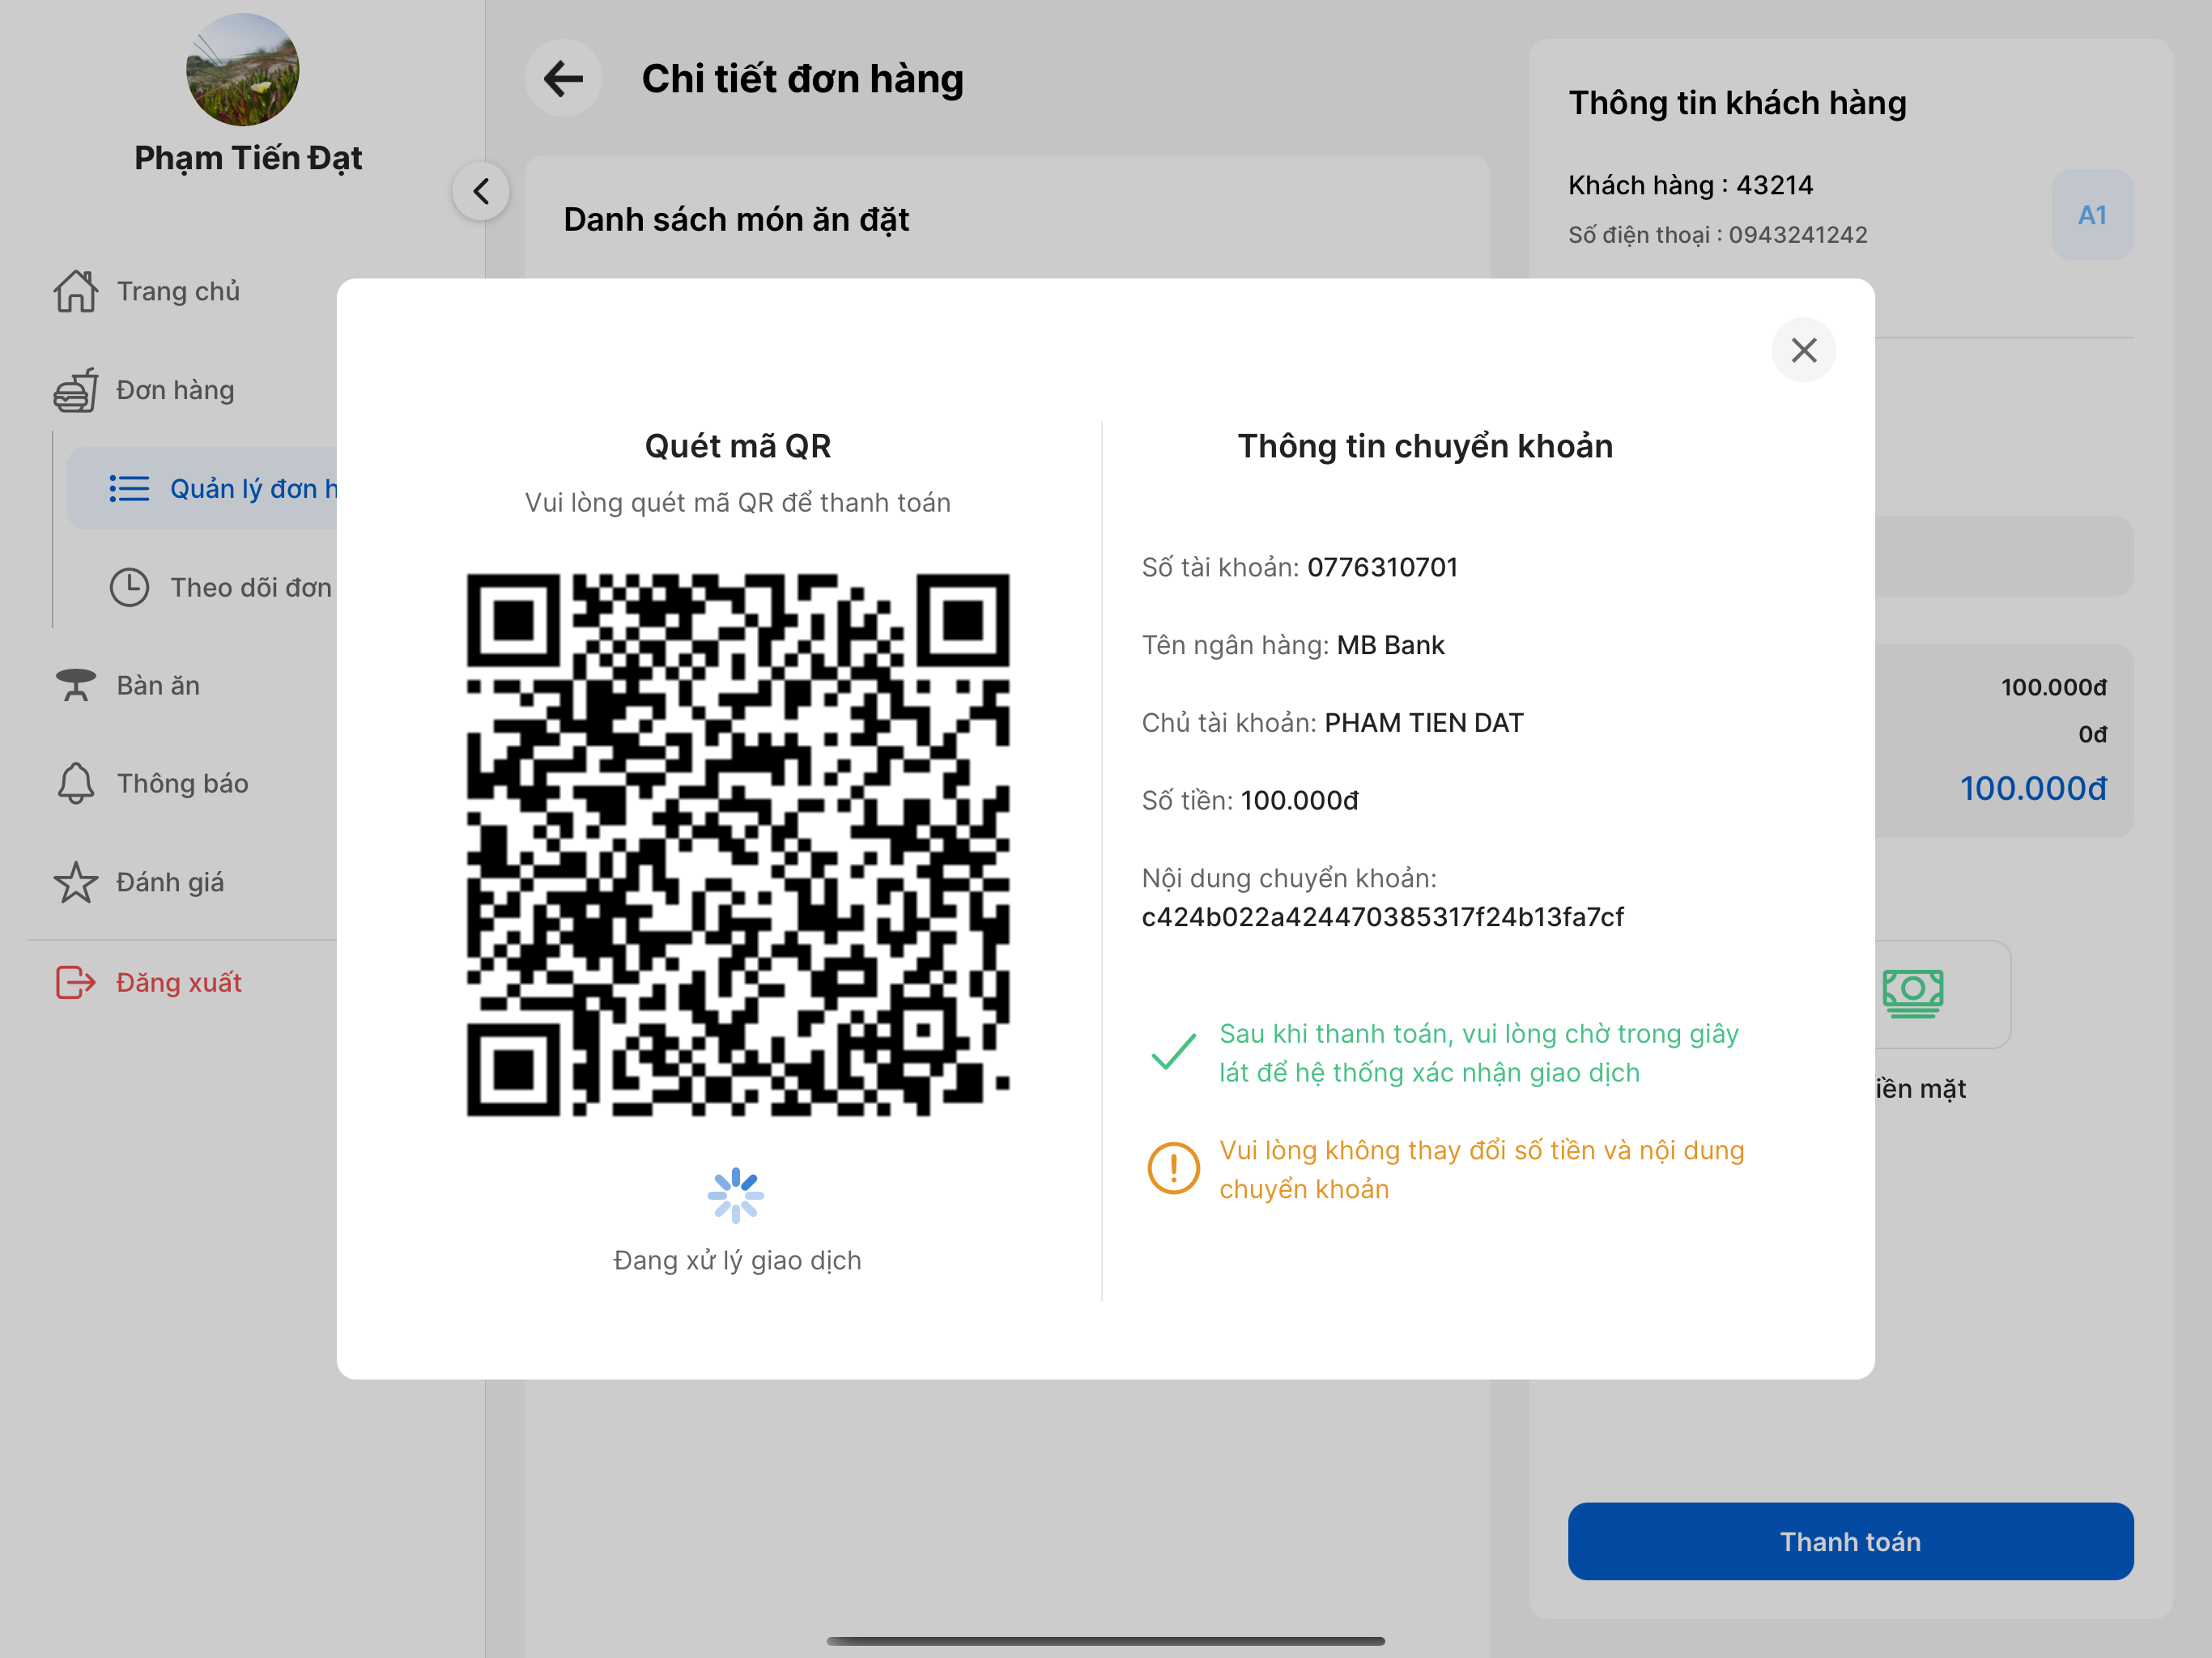 Phạm Tiến Đạt
Trang chủ
Đơn hàng
Quản lý đơn h
Theo dõi đơn
Bàn ăn
Thông báo
Đánh giá
Đăng xuất
Chi tiết đơn hàng
Danh sách món ăn đặt
Thông tin khách hàng
Khách hàng : 43214
Số điện thoại : 0943241242
A1
100.000đ
0đ
100.000đ
iền mặt
Thanh toán
Quét mã QR
Vui lòng quét mã QR để thanh toán
Đang xử lý giao dịch
Thông tin chuyển khoản
Số tài khoản: 0776310701
Tên ngân hàng: MB Bank
Chủ tài khoản: PHAM TIEN DAT
Số tiền: 100.000đ
Nội dung chuyển khoản:
c424b022a424470385317f24b13fa7cf
Sau khi thanh toán, vui lòng chờ trong giây
lát để hệ thống xác nhận giao dịch
Vui lòng không thay đổi số tiền và nội dung
chuyển khoản